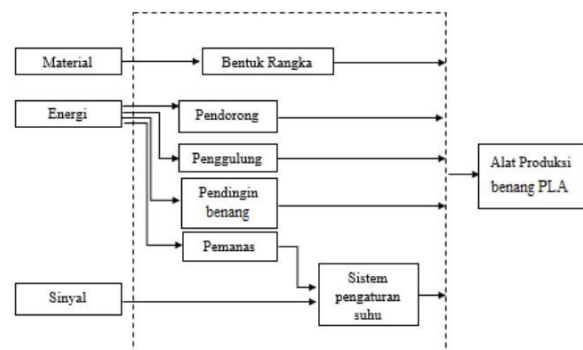 Material
Bentuk Rangka
Energi
Pendorong
Penggulung
Alat Produksi
benang PLA
Pendingin
benang
Pemanas
Sinyal
Sistem
pengaturan
suhu